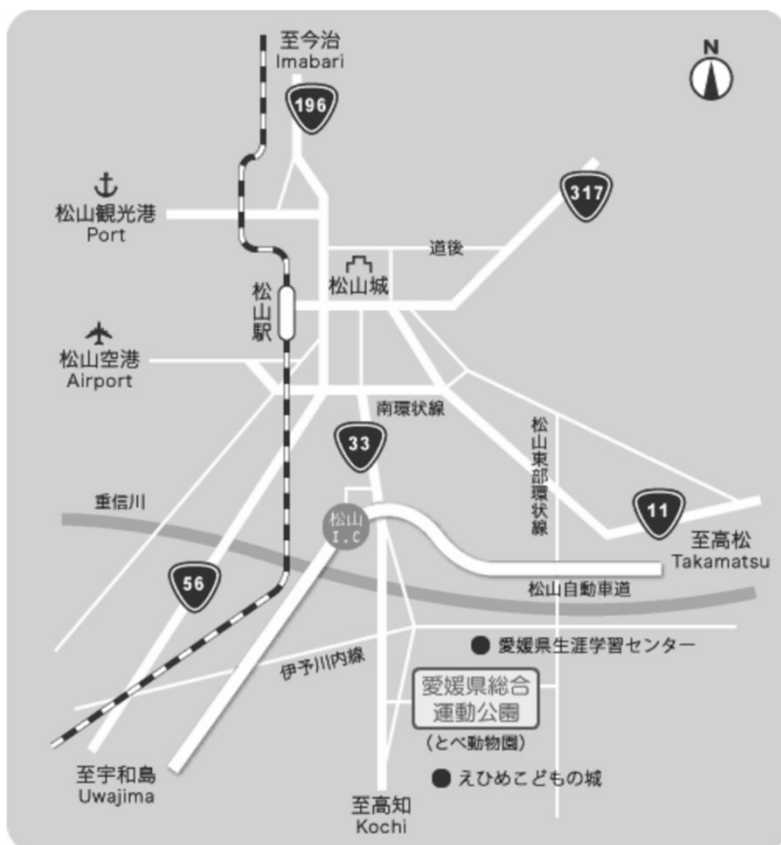 至今治
Imabari
N
196
317
松山観光港
Port
道後
松山城
松山駅
松山空港
Airport
南環状線
33
松山東部環状線
重信川
松山
I.C
11
至高松
Takamatsu
56
松山自動車道
愛媛県生涯学習センター
伊予川内線
愛媛県総合
運動公園
(とべ動物園)
至宇和島
Uwajima
えひめこどもの城
至高知
Kochi